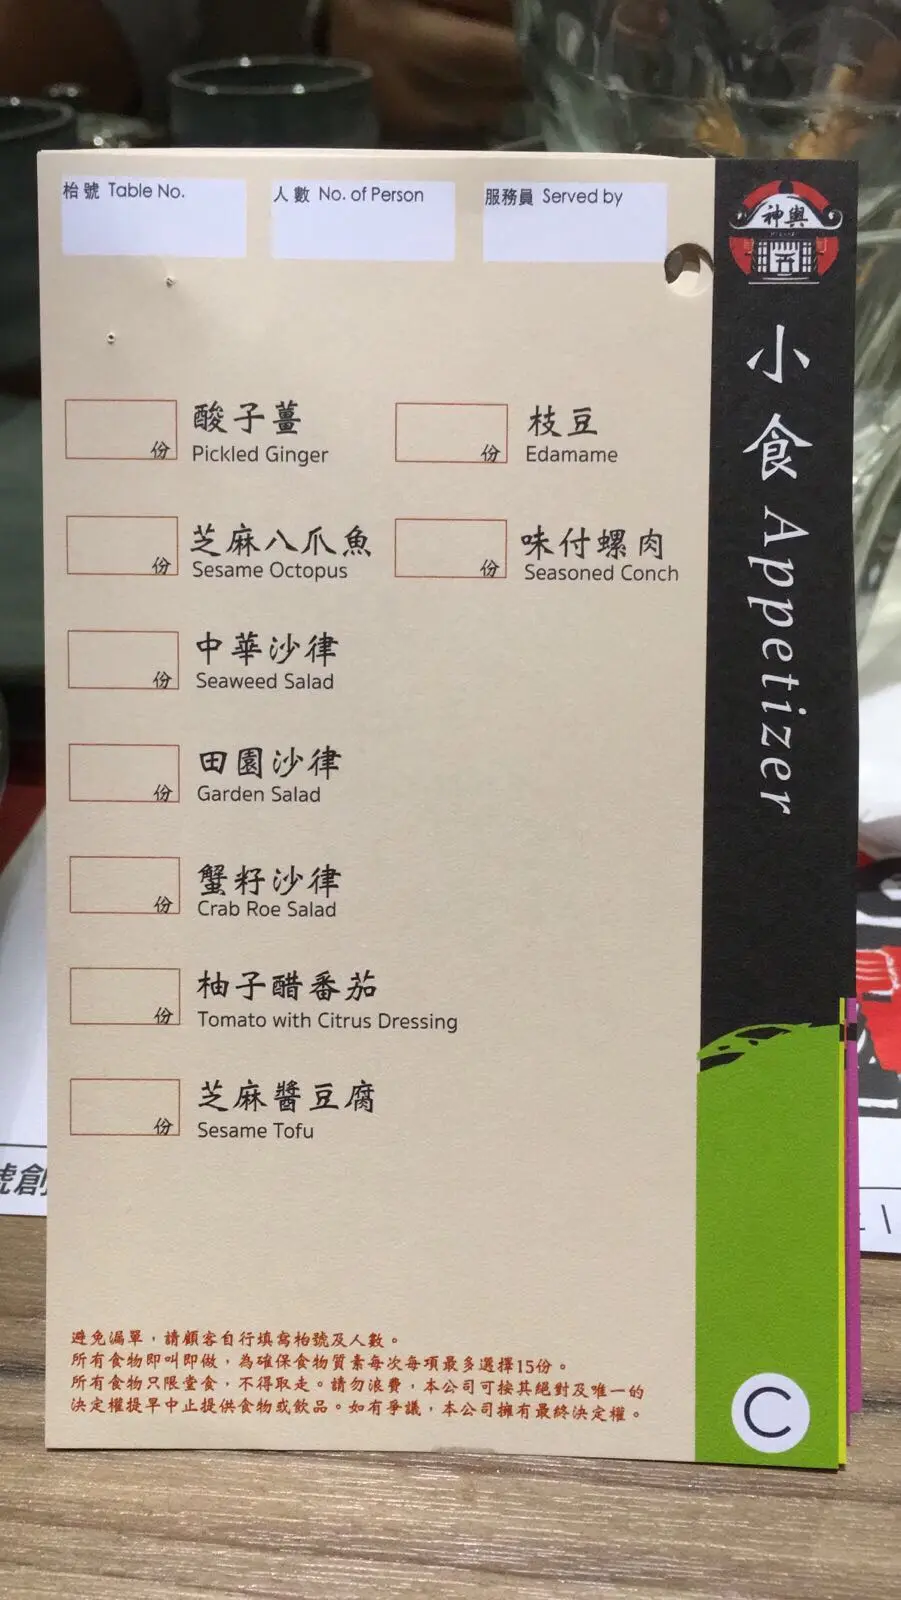 枱號 Table No.
人數 No. of Person
服務員 Served by
神輿
小食 Appetizer
份
酸子薑
Pickled Ginger
份
枝豆
Edamame
份
芝麻八爪魚
Sesame Octopus
份
味付螺肉
Seasoned Conch
份
中華沙律
Seaweed Salad
份
田園沙律
Garden Salad
份
蟹籽沙律
Crab Roe Salad
份
柚子醋番茄
Tomato with Citrus Dressing
份
芝麻醬豆腐
Sesame Tofu
避免漏單，請顧客自行填寫枱號及人數。
所有食物即叫即做，為確保食物質素每次每項最多選擇15份。
所有食物只限堂食，不得取走。請勿浪費，本公司可按其絕對及唯一的
決定權提早中止提供食物或飲品。如有爭議，本公司擁有最終決定權。
C
號創